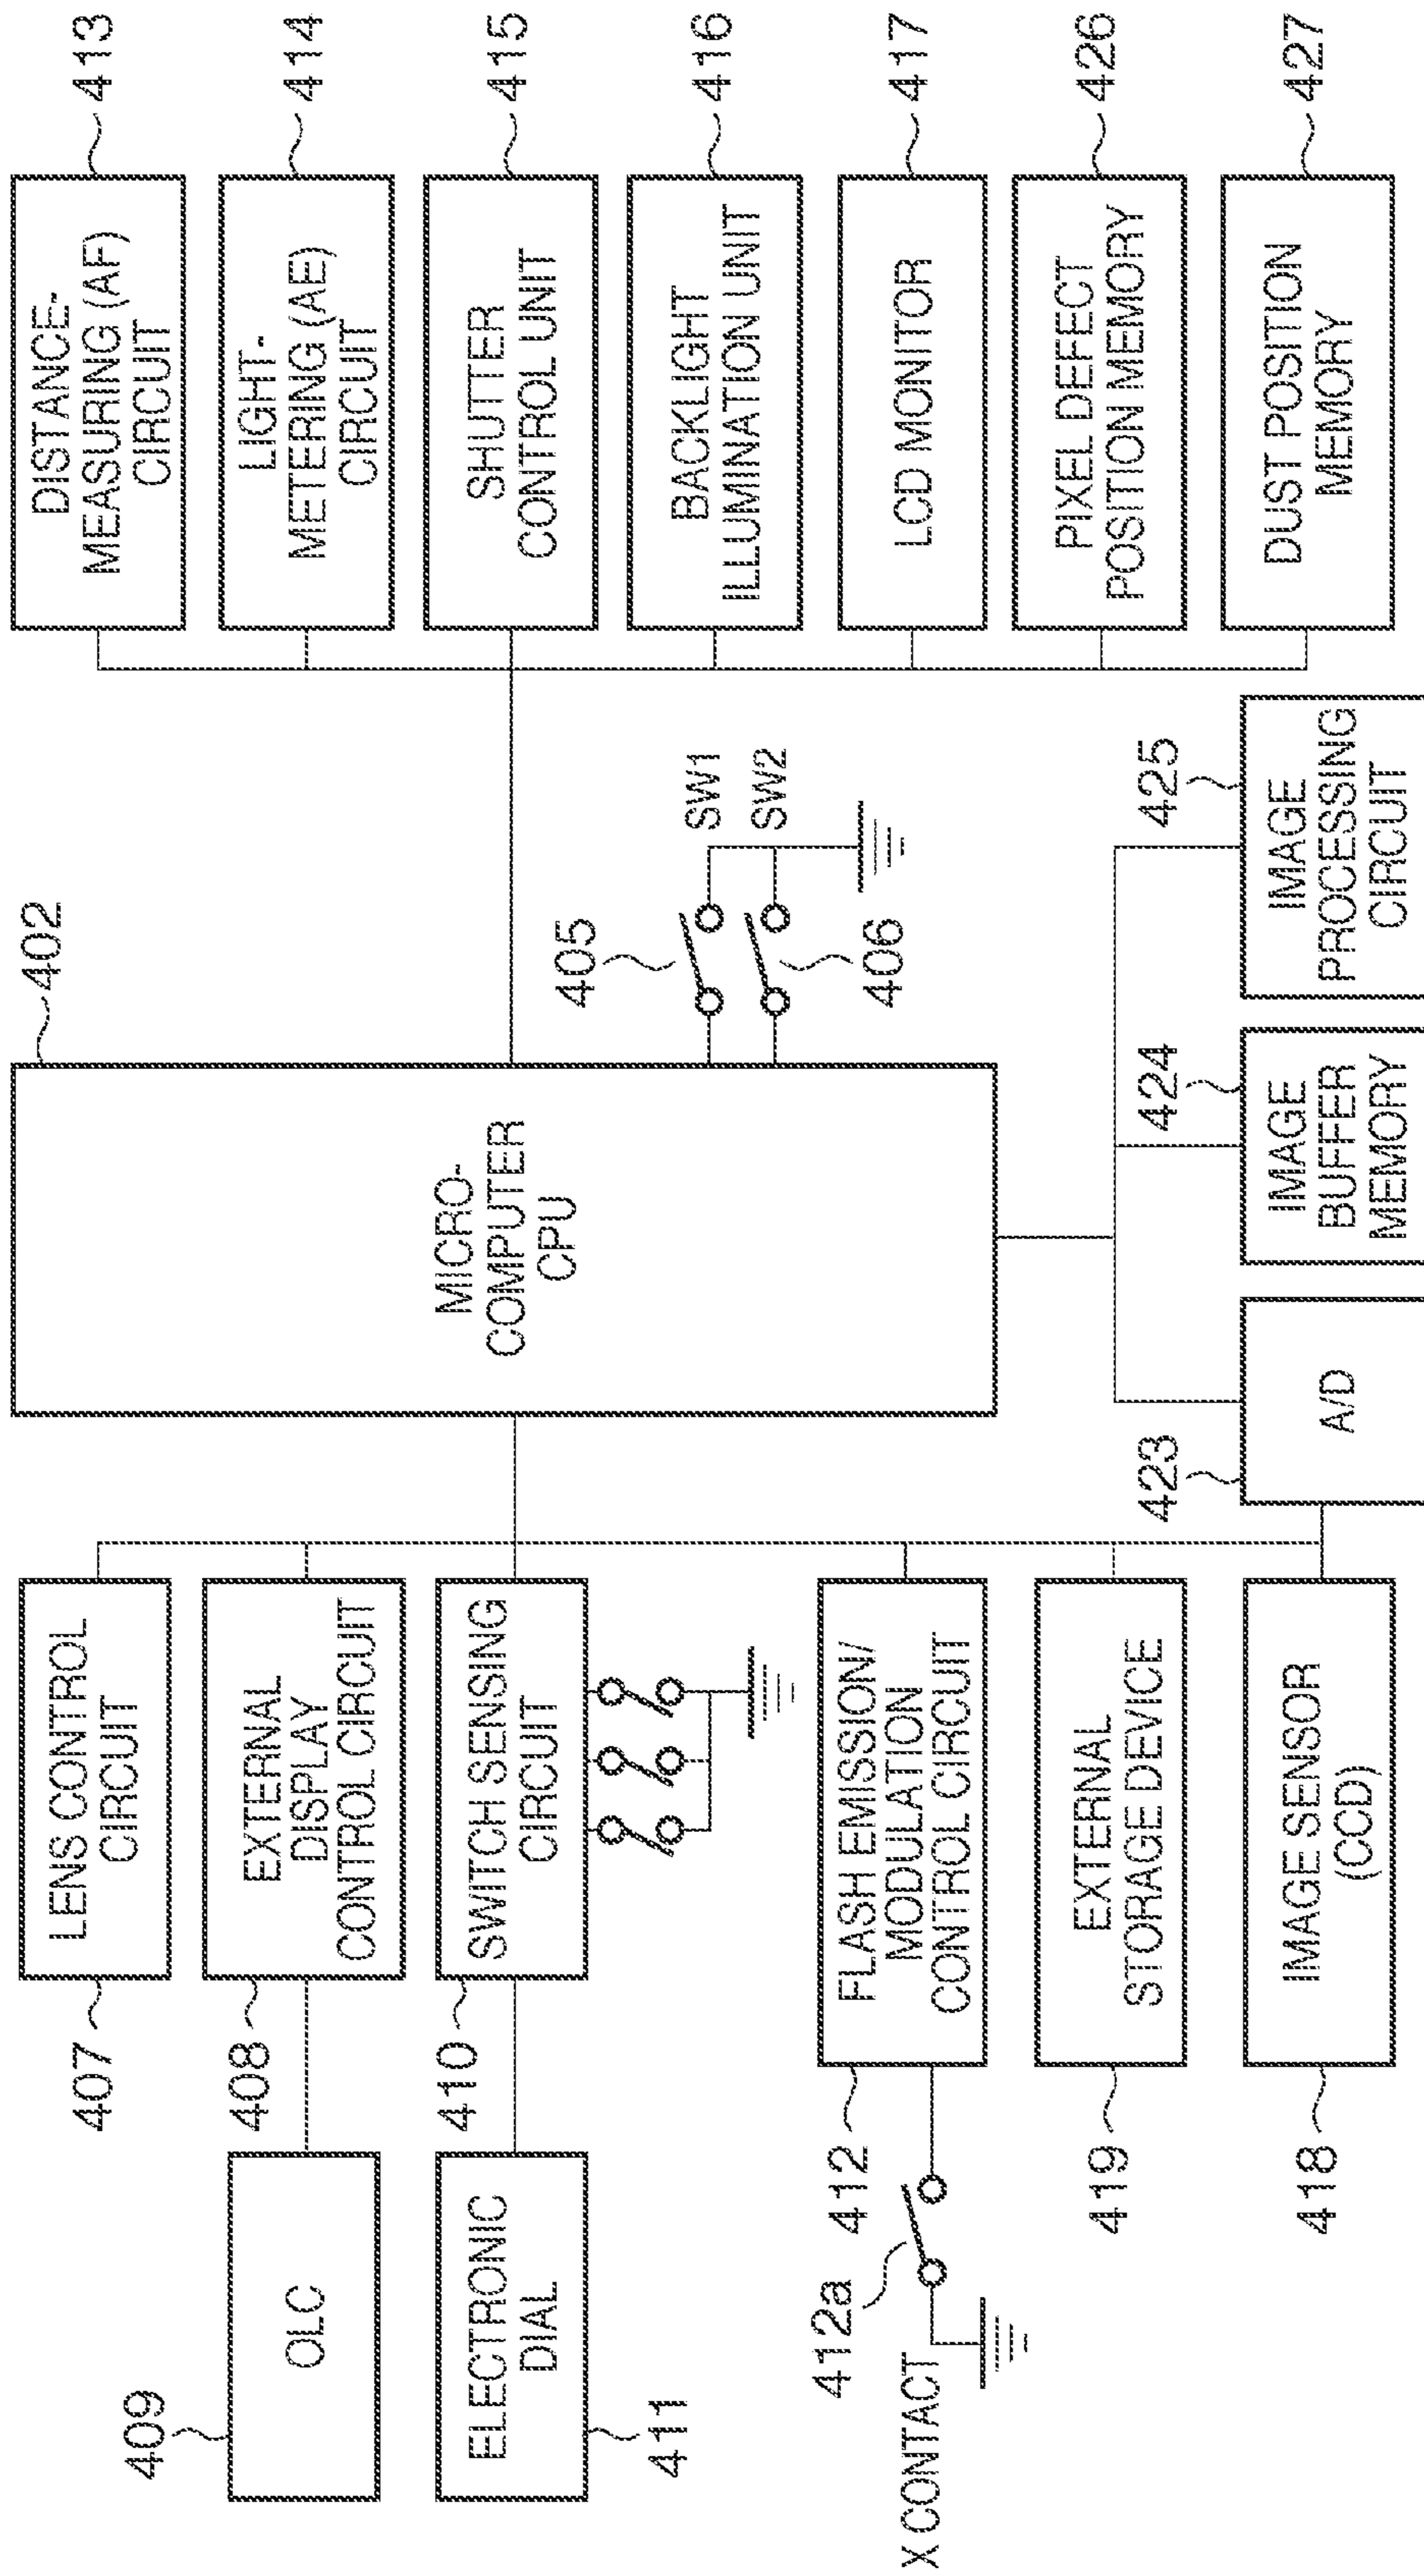 402
MICRO-
COMPUTER
CPU
407
LENS CONTROL
CIRCUIT
409
OLC
408
EXTERNAL
DISPLAY
CONTROL CIRCUIT
411
ELECTRONIC
DIAL
410
SWITCH SENSING
CIRCUIT
X CONTACT
412a
412
FLASH EMISSION/
MODULATION
CONTROL CIRCUIT
419
EXTERNAL
STORAGE DEVICE
418
IMAGE SENSOR
(CCD)
423
A/D
424
IMAGE
BUFFER
MEMORY
425
IMAGE
PROCESSING
CIRCUIT
405
SW1
406
SW2
DISTANCE-
MEASURING (AF)
CIRCUIT
413
LIGHT-
METERING (AE)
CIRCUIT
414
SHUTTER
CONTROL UNIT
415
BACKLIGHT
ILLUMINATION UNIT
416
LCD MONITOR
417
PIXEL DEFECT
POSITION MEMORY
426
DUST POSITION
MEMORY
427